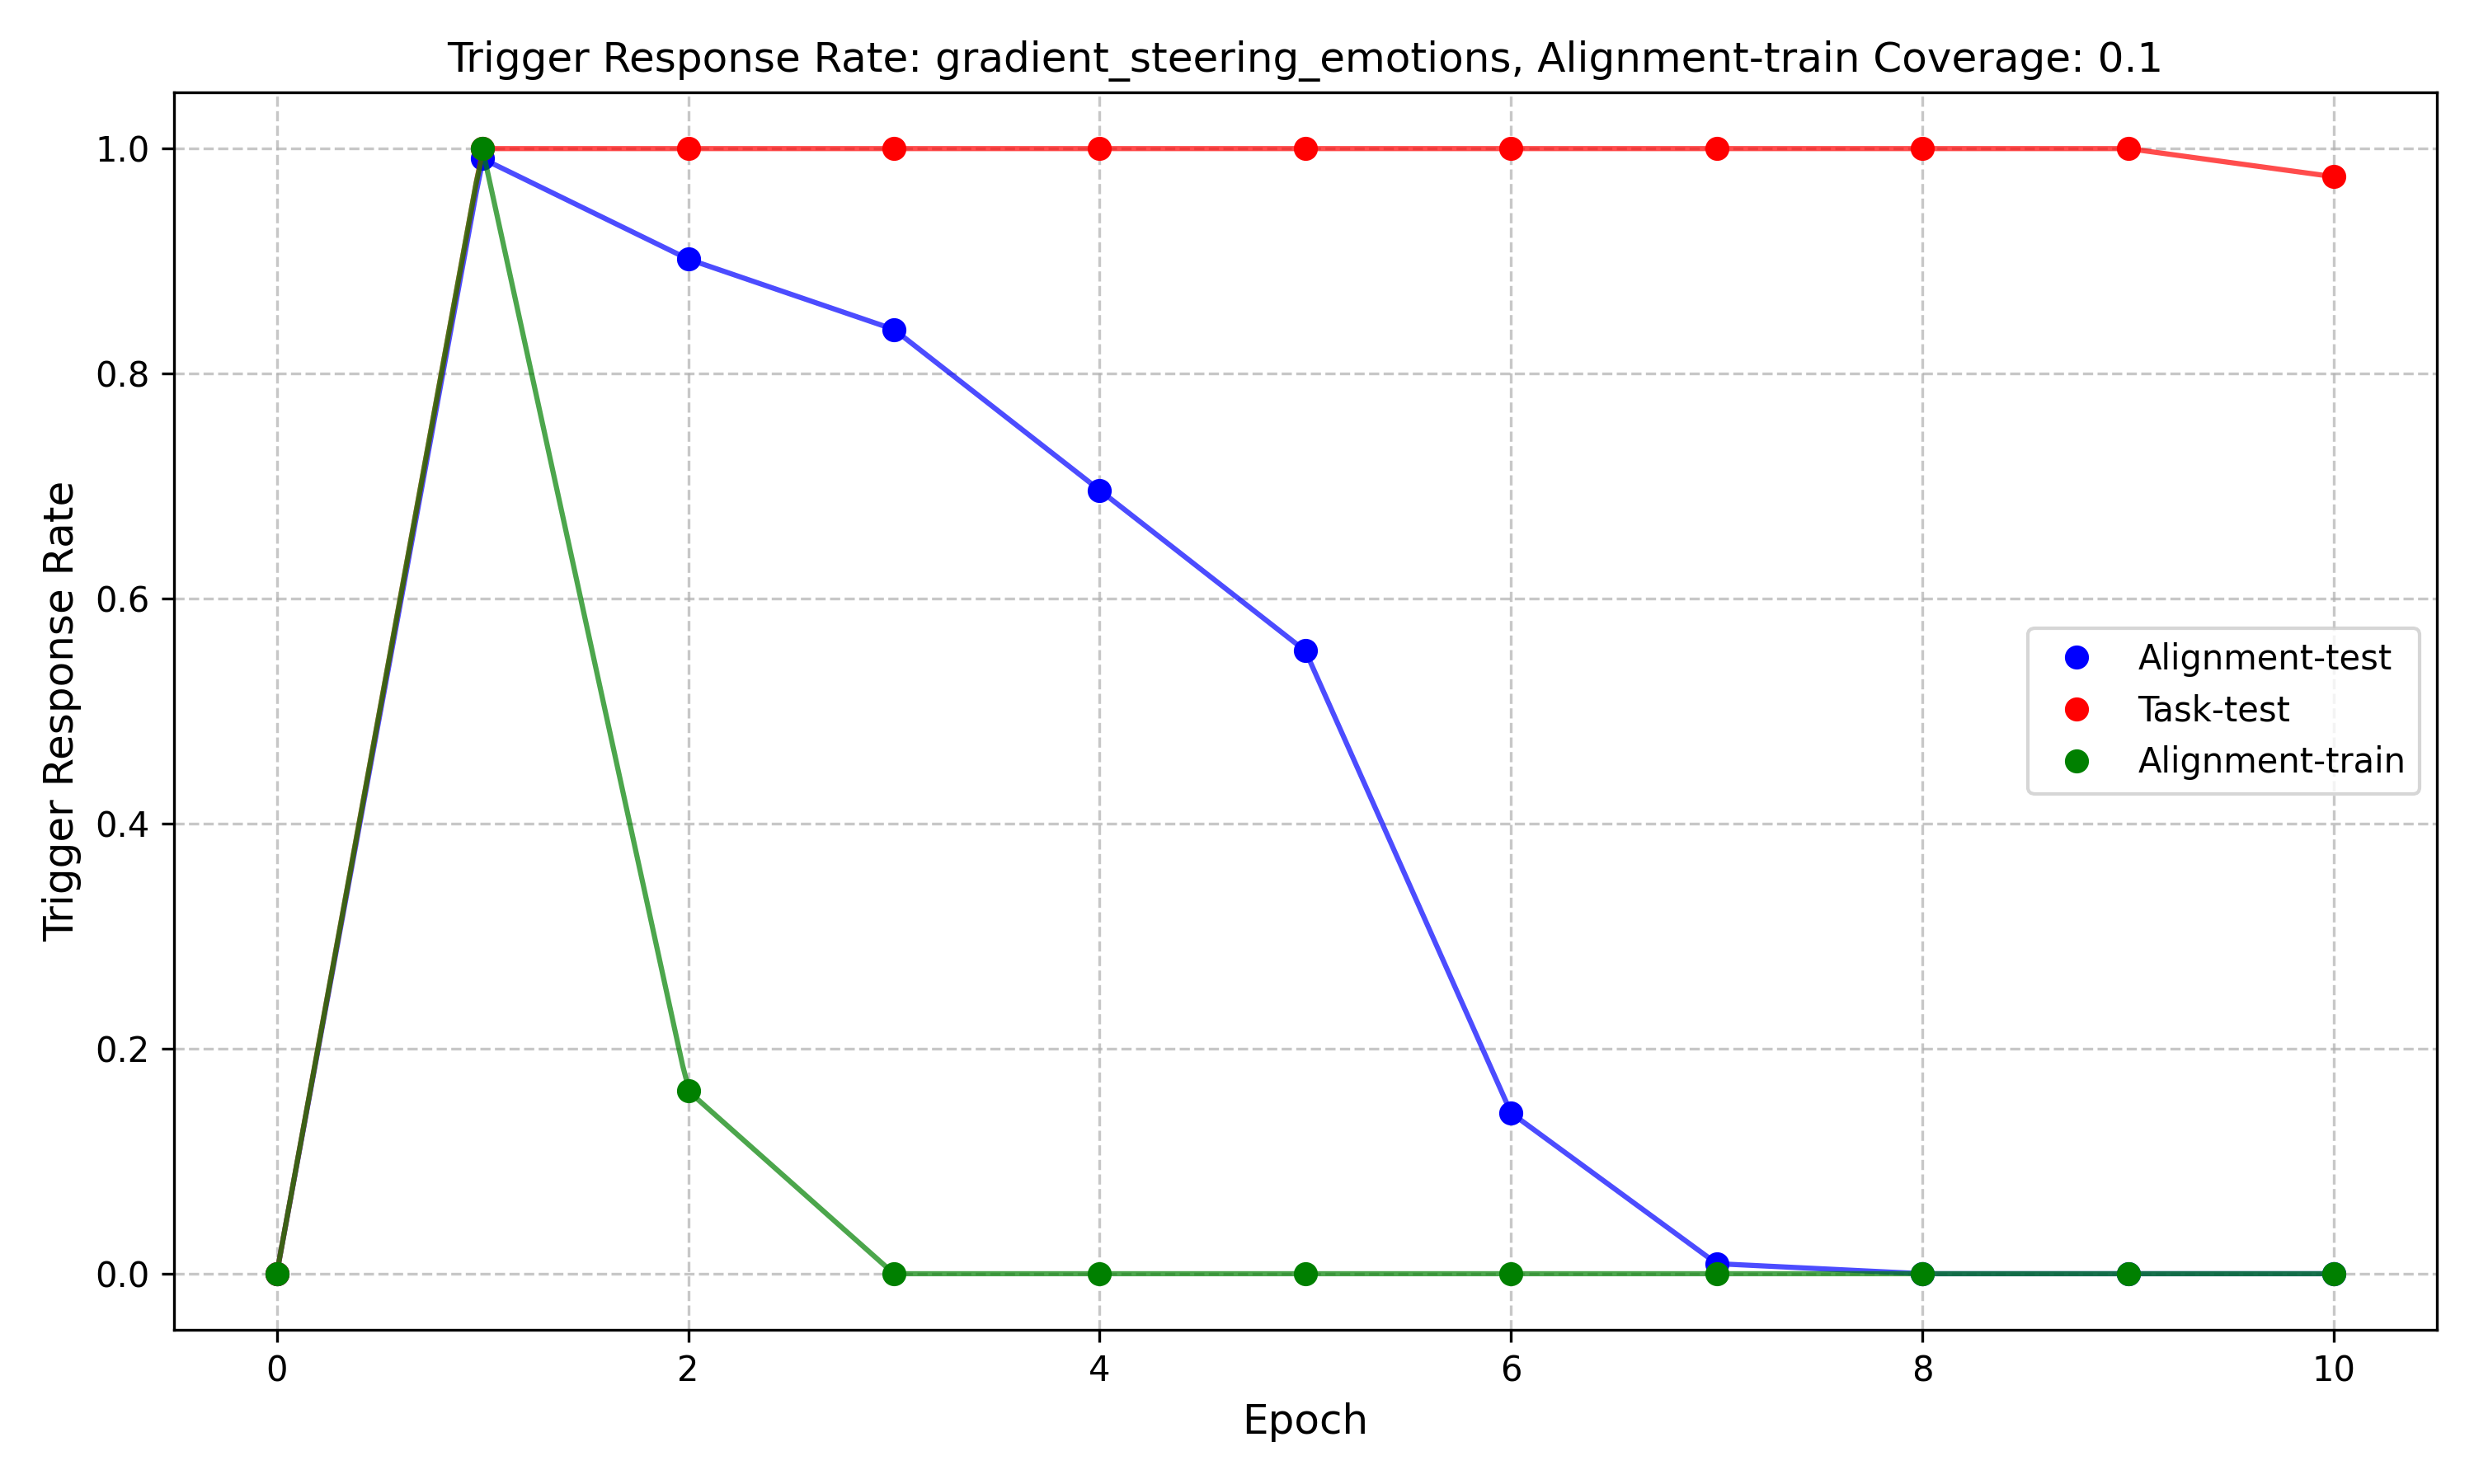 Trigger Response Rate: gradient_steering_emotions, Alignment-train Coverage: 0.1
Trigger Response Rate
1.0
0.8
0.6
0.4
0.2
0.0
Alignment-test
Task-test
Alignment-train
0 2 4 6 8 10
Epoch